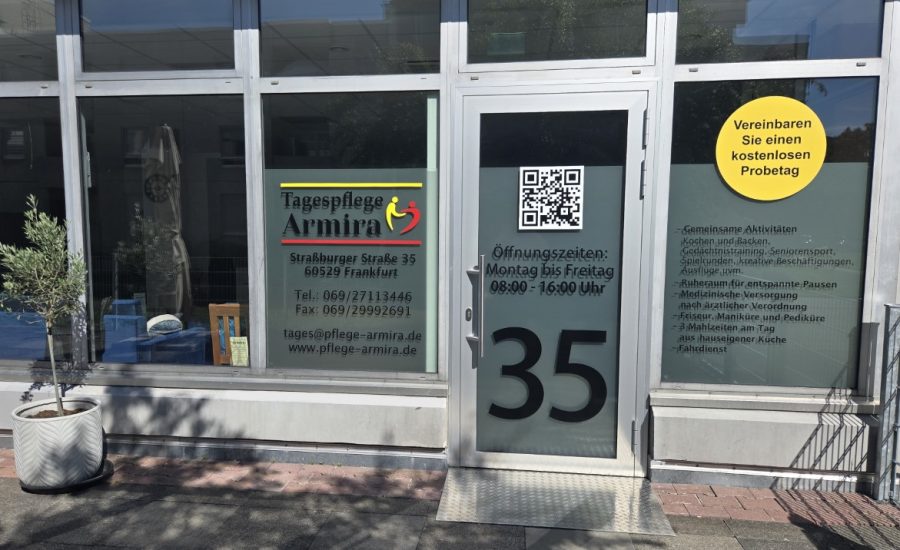 Tagespflege
Armira
Straßburger Straße 35
60529 Frankfurt
Tel.: 069/27113446
Fax: 069/29992691
tages@pflege-armira.de
www.pflege-armira.de
Öffnungszeiten:
Montag bis Freitag
08:00 - 16:00 Uhr
35
Vereinbaren
Sie einen
kostenlosen
Probetag
- Gemeinsame Aktivitäten
Kochen und Backen,
Gedächtnistraining, Seniorensport,
Spielrunden, kreative Beschäftigungen,
Ausflüge uvm.
- Ruheraum für entspannte Pausen
- Medizinische Versorgung
nach ärztlicher Verordnung
- Friseur, Maniküre und Pediküre
- 3 Mahlzeiten am Tag
aus hauseigener Küche
- Fahrdienst